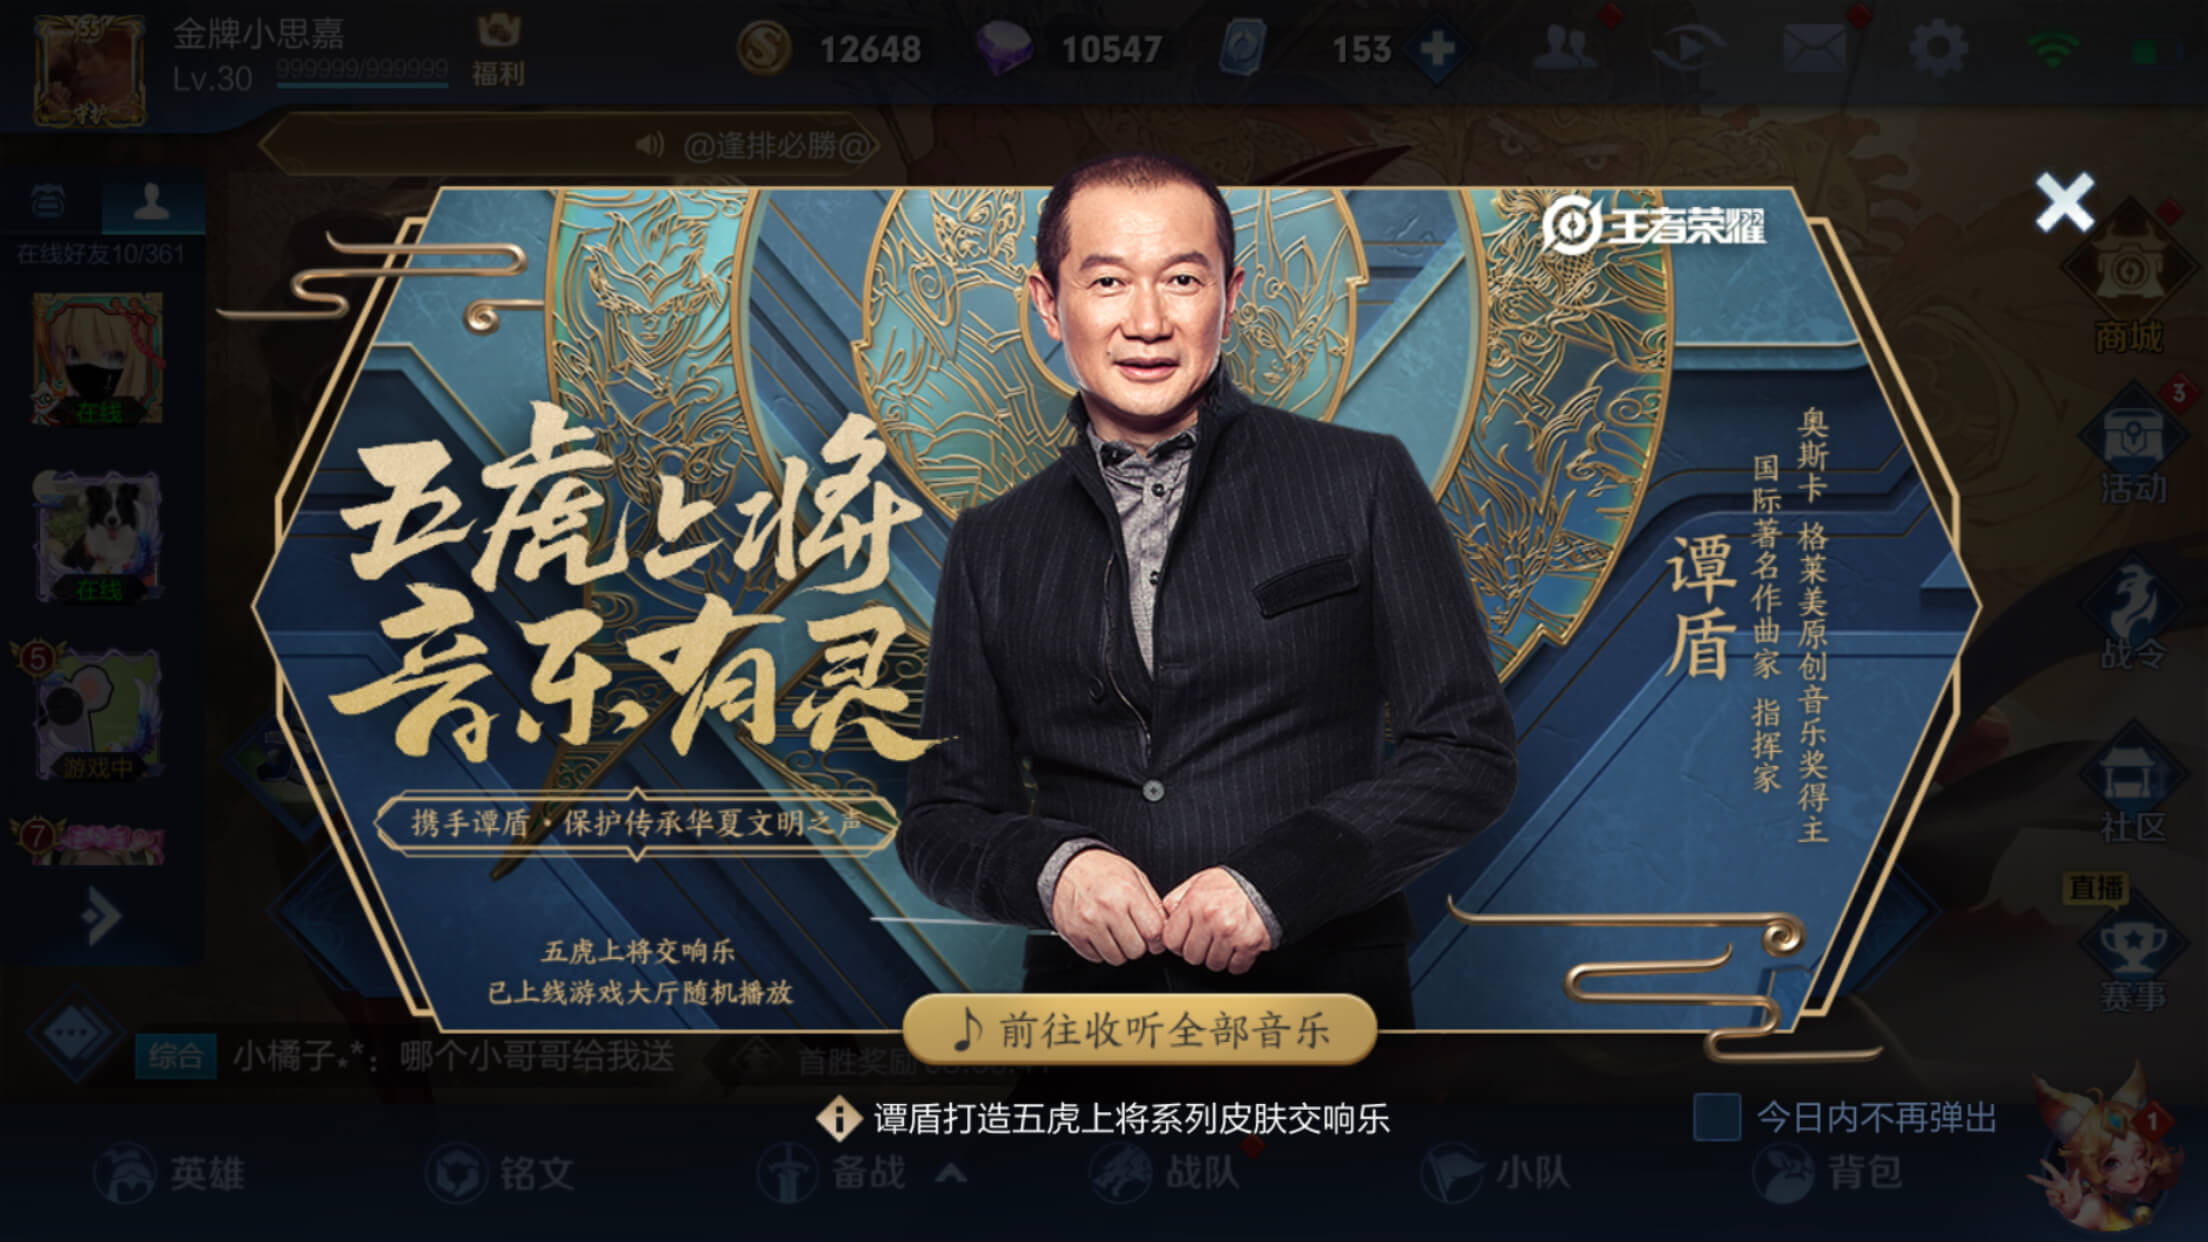 55
金牌小思嘉
Lv.30
999999/999999
福利
12648
10547
153
@逢排必勝@
王者荣耀
在线好友10/361
商城
在线
3
活动
五虎上将
音乐有灵
奥斯卡 格莱美原创音乐奖得主
国际著名作曲家 指挥家
谭盾
在线
战令
5
游戏中
携手谭盾·保护传承华夏文明之声
社区
7
直播
五虎上将交响乐
已上线游戏大厅随机播放
赛事
前往收听全部音乐
综合
小橘子⋆*：哪个小哥哥给我送
首胜奖励
谭盾打造五虎上将系列皮肤交响乐
今日内不再弹出
1
英雄
铭文
备战
战队
小队
背包